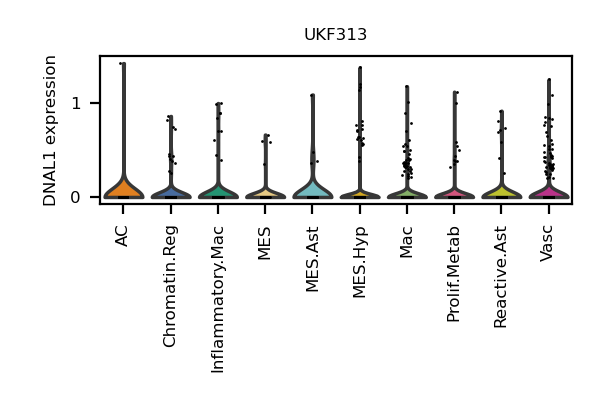 UKF313
DNAL1 expression
1
0
AC
Chromatin.Reg
Inflammatory.Mac
MES
MES.Ast
MES.Hyp
Mac
Prolif.Metab
Reactive.Ast
Vasc